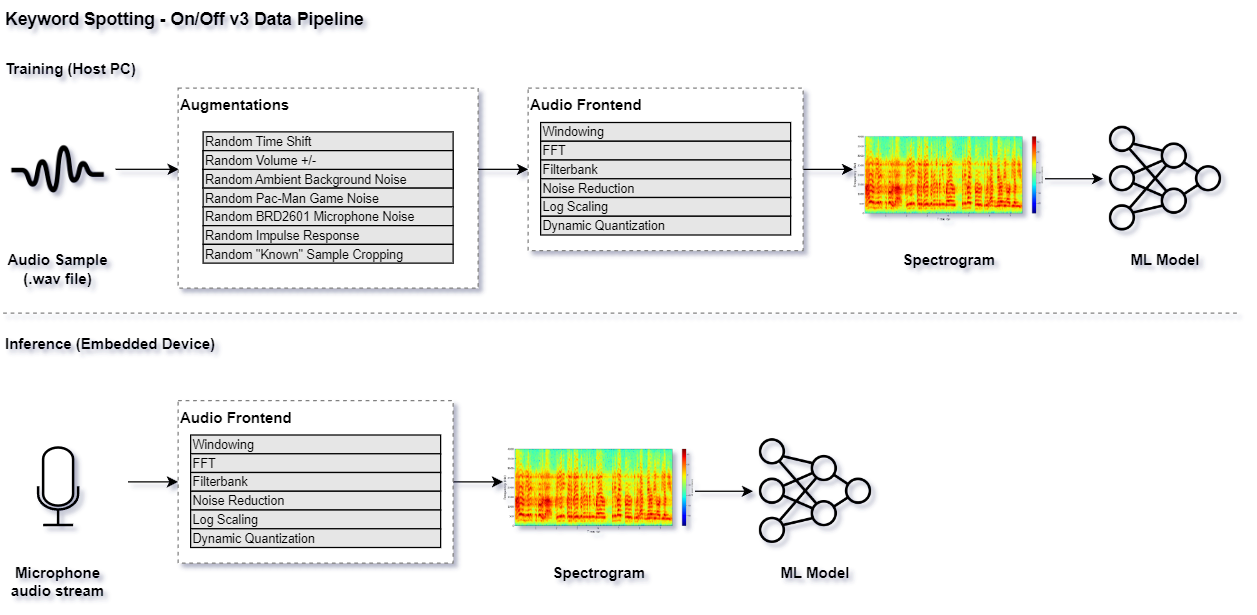 Keyword Spotting - On/Off v3 Data Pipeline
Training (Host PC)
Augmentations
Random Time Shift
Random Volume +/-
Random Ambient Background Noise
Random Pac-Man Game Noise
Random BRD2601 Microphone Noise
Random Impulse Response
Random "Known" Sample Cropping
Audio Frontend
Windowing
FFT
Filterbank
Noise Reduction
Log Scaling
Dynamic Quantization
Audio Sample
(.wav file)
Spectrogram
ML Model
Inference (Embedded Device)
Audio Frontend
Windowing
FFT
Filterbank
Noise Reduction
Log Scaling
Dynamic Quantization
Microphone
audio stream
Spectrogram
ML Model